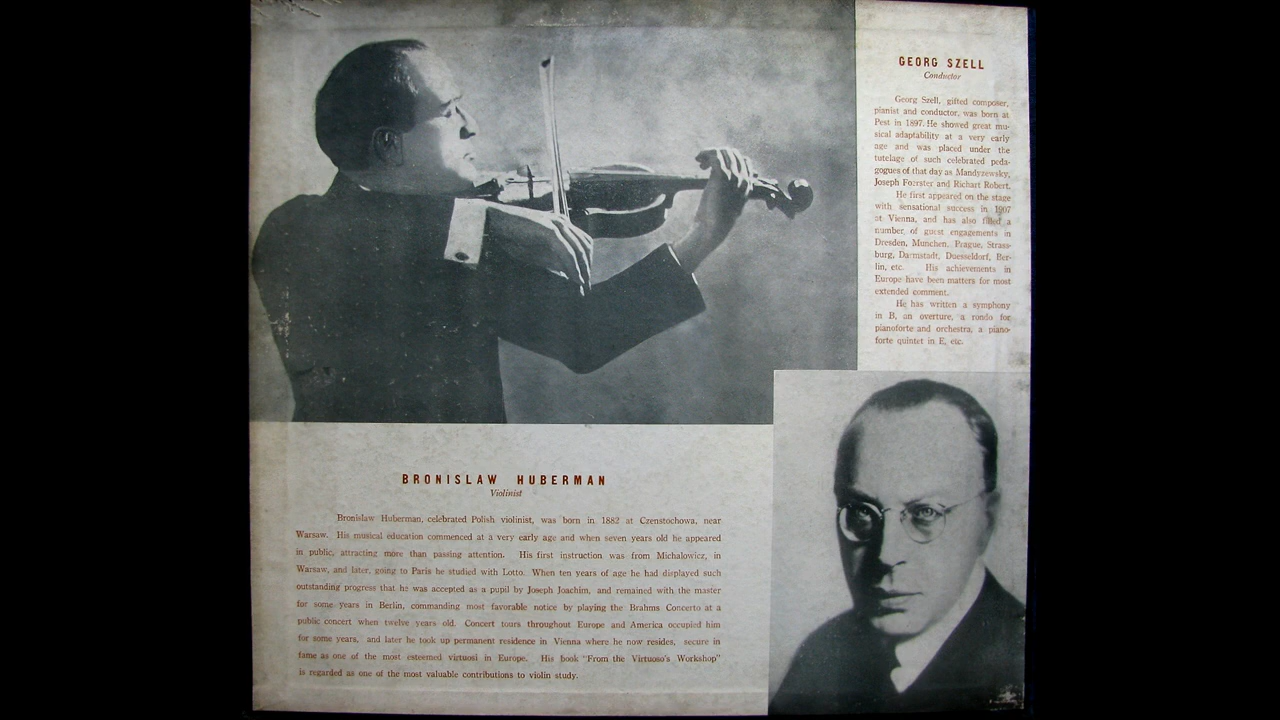 GEORG SZELL
Conductor
Georg Szell, gifted composer,
pianist and conductor, was born at
Pest in 1897. He showed great mu-
sical adaptability at a very early
age and was placed under the
tutelage of such celebrated peda-
gogues of that day as Mandyzewsky,
Joseph Foerster and Richart Robert.
He first appeared on the stage
with sensational success in 1907
at Vienna, and has also filled a
number of guest engagements in
Dresden, Munchen, Prague, Strass-
burg, Darmstadt, Duesseldorf, Ber-
lin, etc. His achievements in
Europe have been matters for most
extended comment.
He has written a symphony
in B, an overture, a rondo for
pianoforte and orchestra, a piano-
forte quintet in E, etc.
BRONISLAW HUBERMAN
Violinist
Bronislaw Huberman, celebrated Polish violinist, was born in 1882 at Czenstochowa, near
Warsaw. His musical education commenced at a very early age and when seven years old he appeared
in public, attracting more than passing attention. His first instruction was from Michalowicz, in
Warsaw, and later, going to Paris he studied with Lotto. When ten years of age he had displayed such
outstanding progress that he was accepted as a pupil by Joseph Joachim, and remained with the master
for some years in Berlin, commanding most favorable notice by playing the Brahms Concerto at a
public concert when twelve years old. Concert tours throughout Europe and America occupied him
for some years, and later he took up permanent residence in Vienna where he now resides, secure in
fame as one of the most esteemed virtuosi in Europe. His book "From the Virtuoso's Workshop"
is regarded as one of the most valuable contributions to violin study.